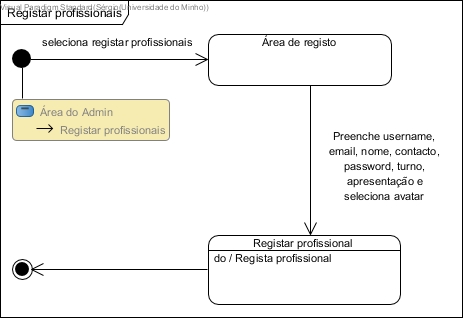 Visual Paradigm Standard(Sérgio(Universidade do Minho))
Registar profissionais
seleciona registar profissionais
Área de registo
Área do Admin
Registar profissionais
Preenche username,
email, nome, contacto,
password, turno,
apresentação e
seleciona avatar
Registar profissional
do / Regista profissional